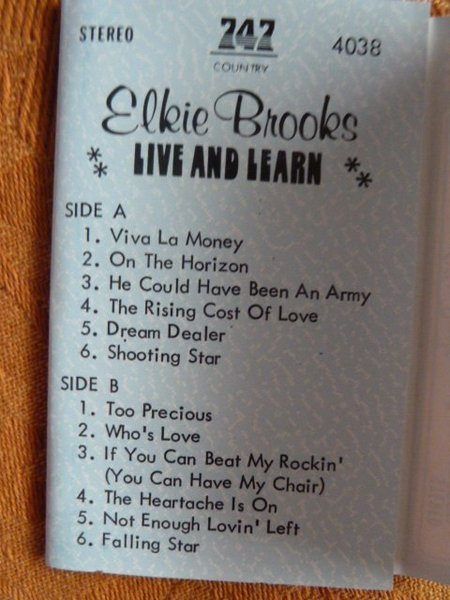 STEREO 747 4038
COUNTRY
Elkie Brooks
** LIVE AND LEARN **
SIDE A
1. Viva La Money
2. On The Horizon
3. He Could Have Been An Army
4. The Rising Cost Of Love
5. Dream Dealer
6. Shooting Star
SIDE B
1. Too Precious
2. Who's Love
3. If You Can Beat My Rockin'
(You Can Have My Chair)
4. The Heartache Is On
5. Not Enough Lovin' Left
6. Falling Star